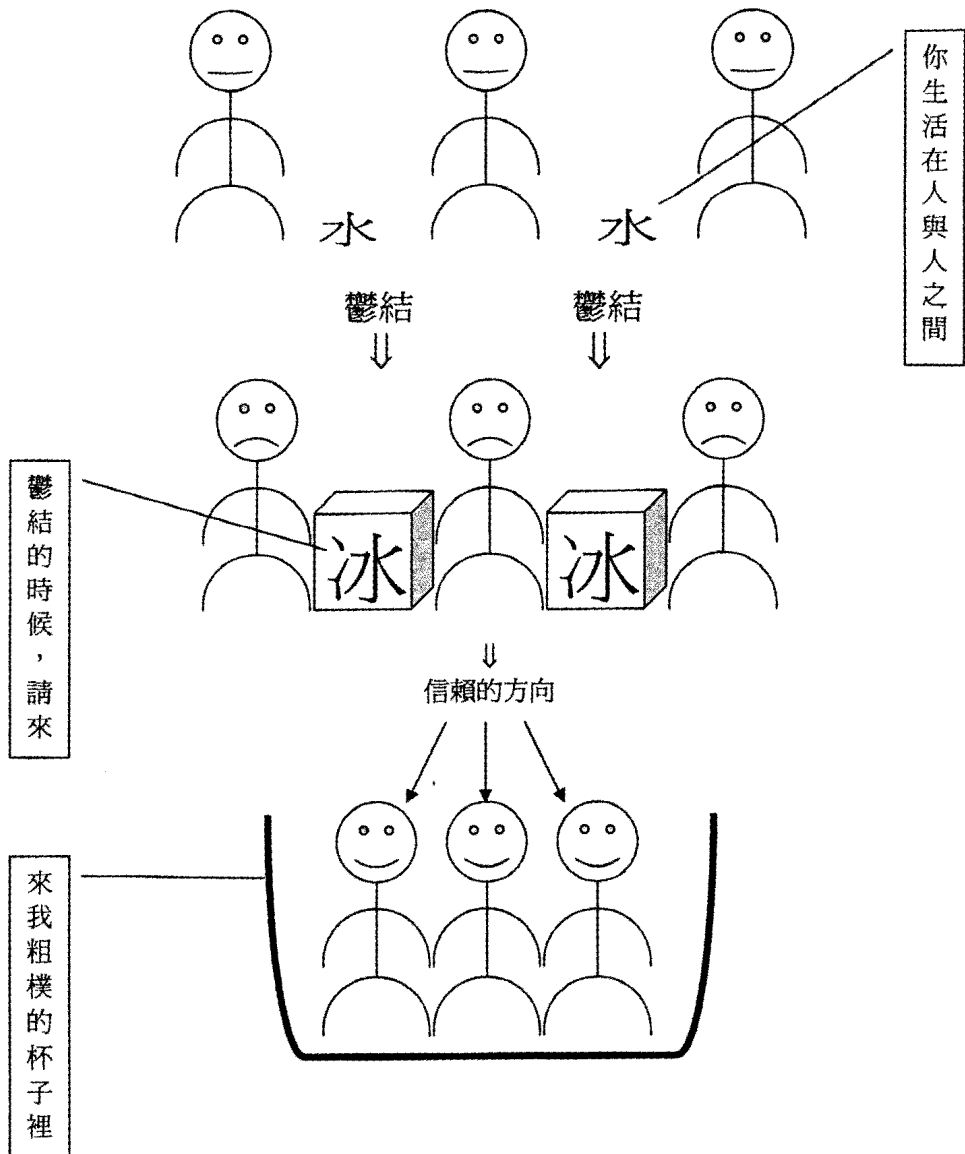 你生活在人與人之間
水 水
鬱結 鬱結
鬱結的時候，請來
冰 冰
信賴的方向
來我粗樸的杯子裡